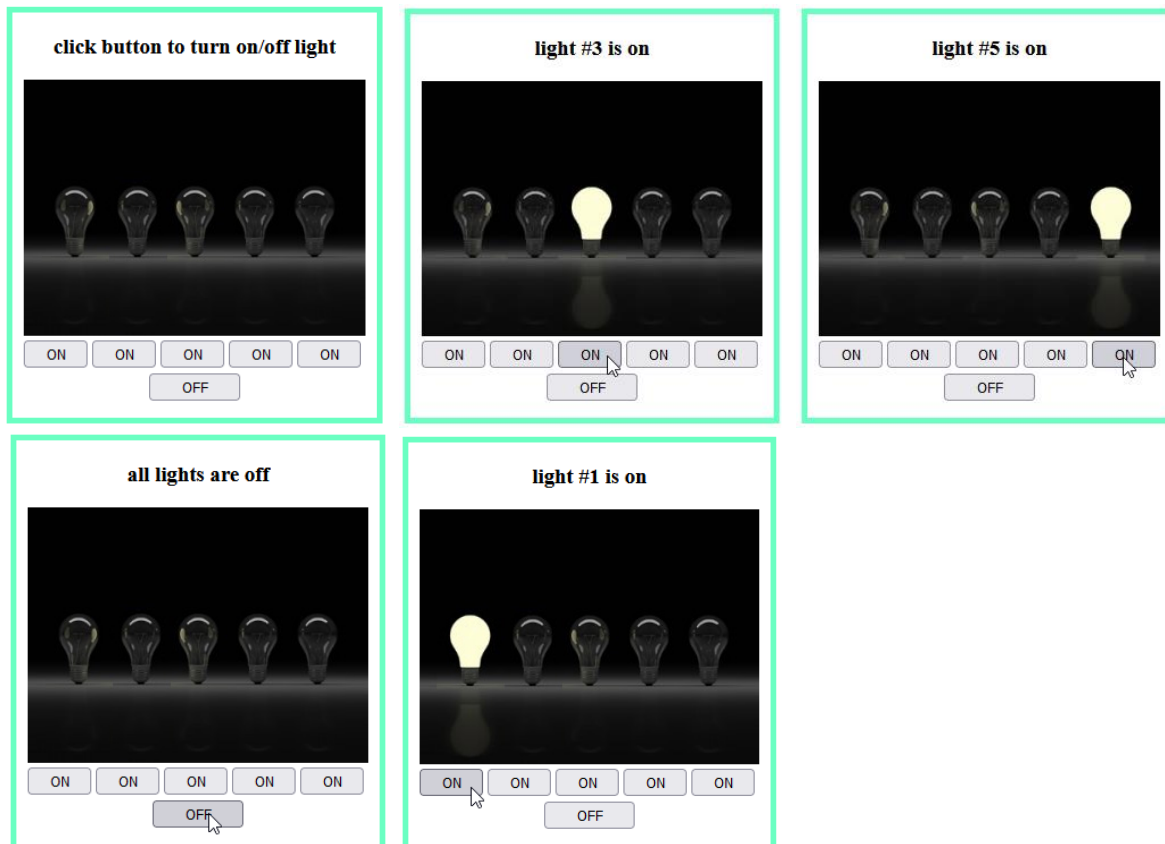 click button to turn on/off light
ON ON ON ON ON
OFF
light #3 is on
ON ON ON ON ON
OFF
light #5 is on
ON ON ON ON ON
OFF
all lights are off
ON ON ON ON ON
OFF
light #1 is on
ON ON ON ON ON
OFF